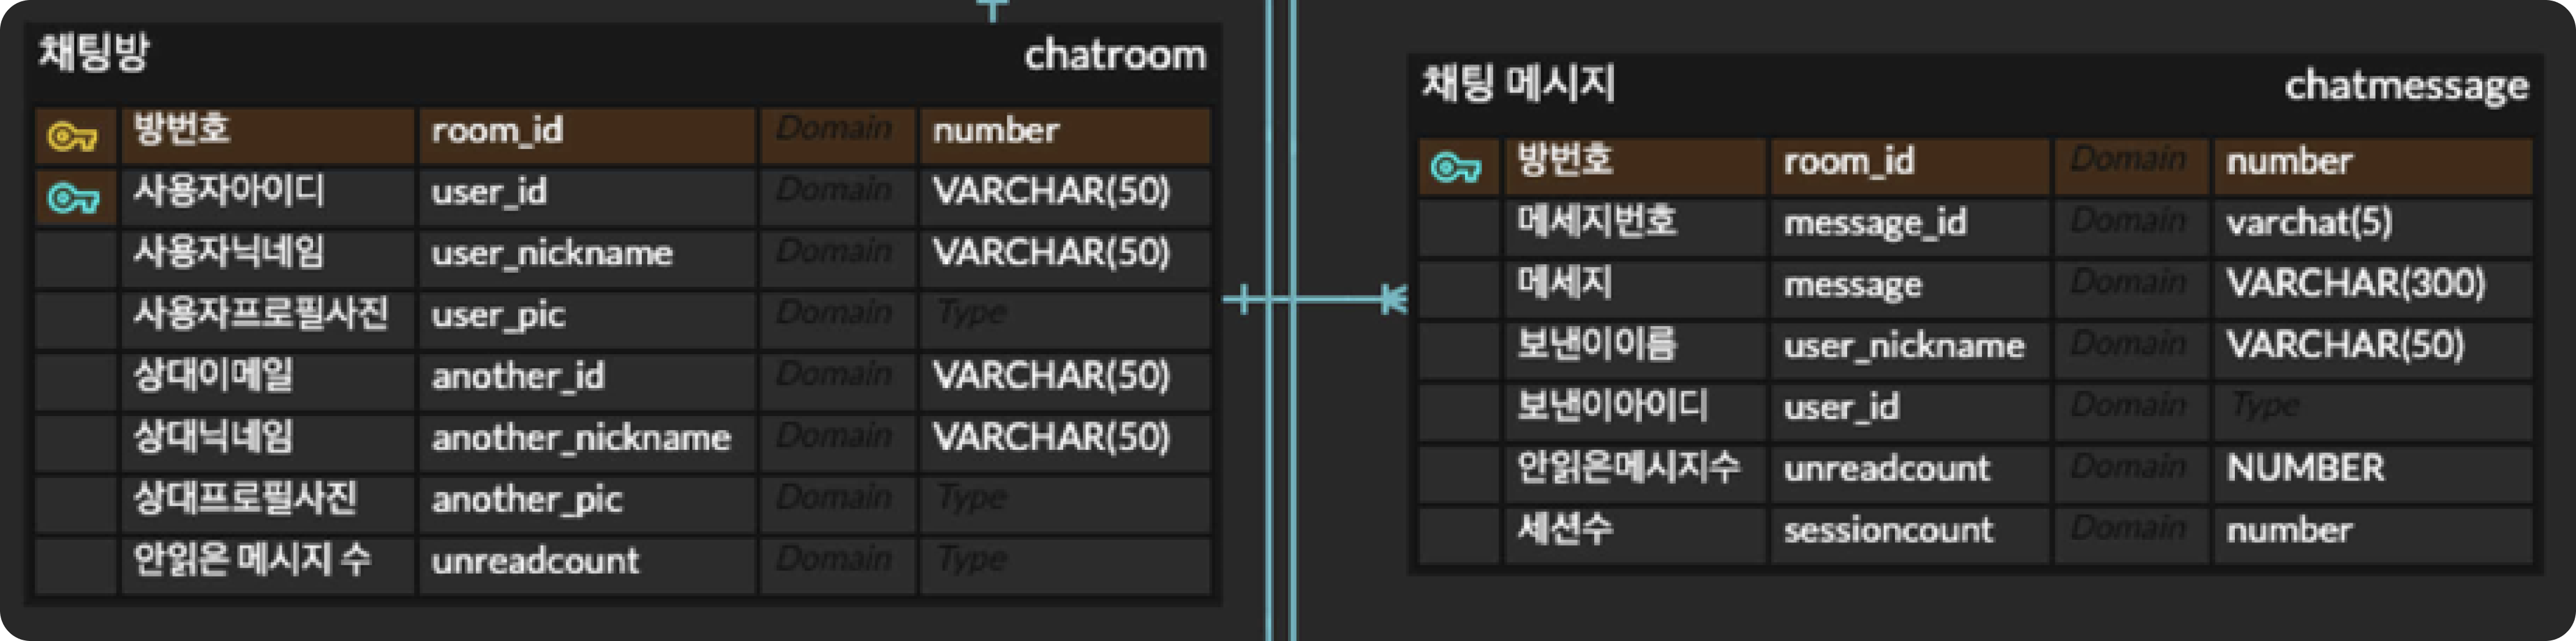 채팅방 chatroom
방번호 room_id Domain number
사용자아이디 user_id Domain VARCHAR(50)
사용자닉네임 user_nickname Domain VARCHAR(50)
사용자프로필사진 user_pic Domain Type
상대이메일 another_id Domain VARCHAR(50)
상대닉네임 another_nickname Domain VARCHAR(50)
상대프로필사진 another_pic Domain Type
안읽은 메시지 수 unreadcount Domain Type
채팅 메시지 chatmessage
방번호 room_id Domain number
메세지번호 message_id Domain varchat(5)
메세지 message Domain VARCHAR(300)
보낸이이름 user_nickname Domain VARCHAR(50)
보낸이아이디 user_id Domain Type
안읽은메시지수 unreadcount Domain NUMBER
세션수 sessioncount Domain number